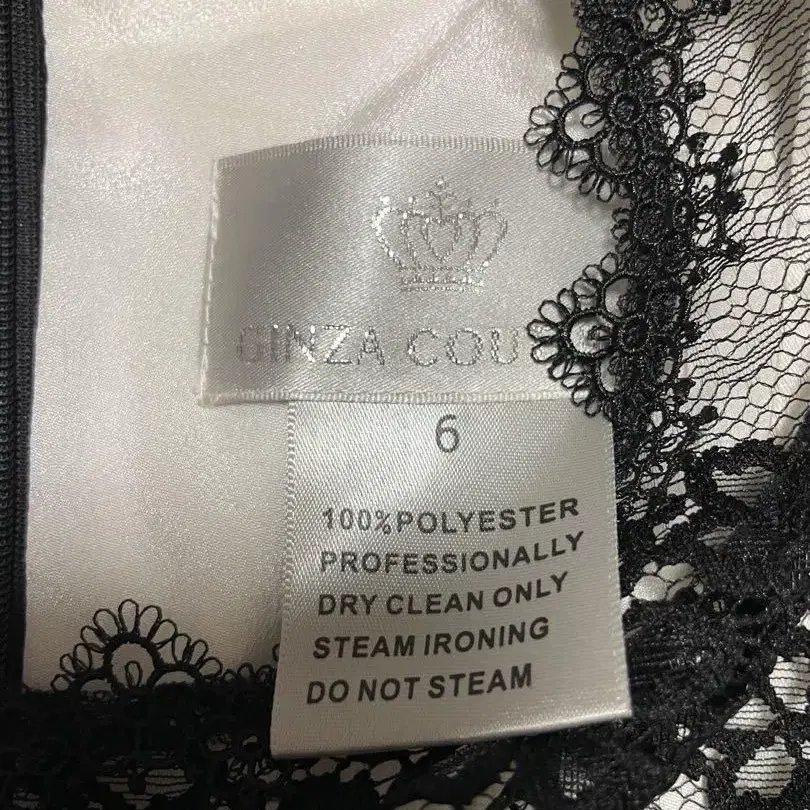 GINZA COU
6
100%POLYESTER
PROFESSIONALLY
DRY CLEAN ONLY
STEAM IRONING
DO NOT STEAM